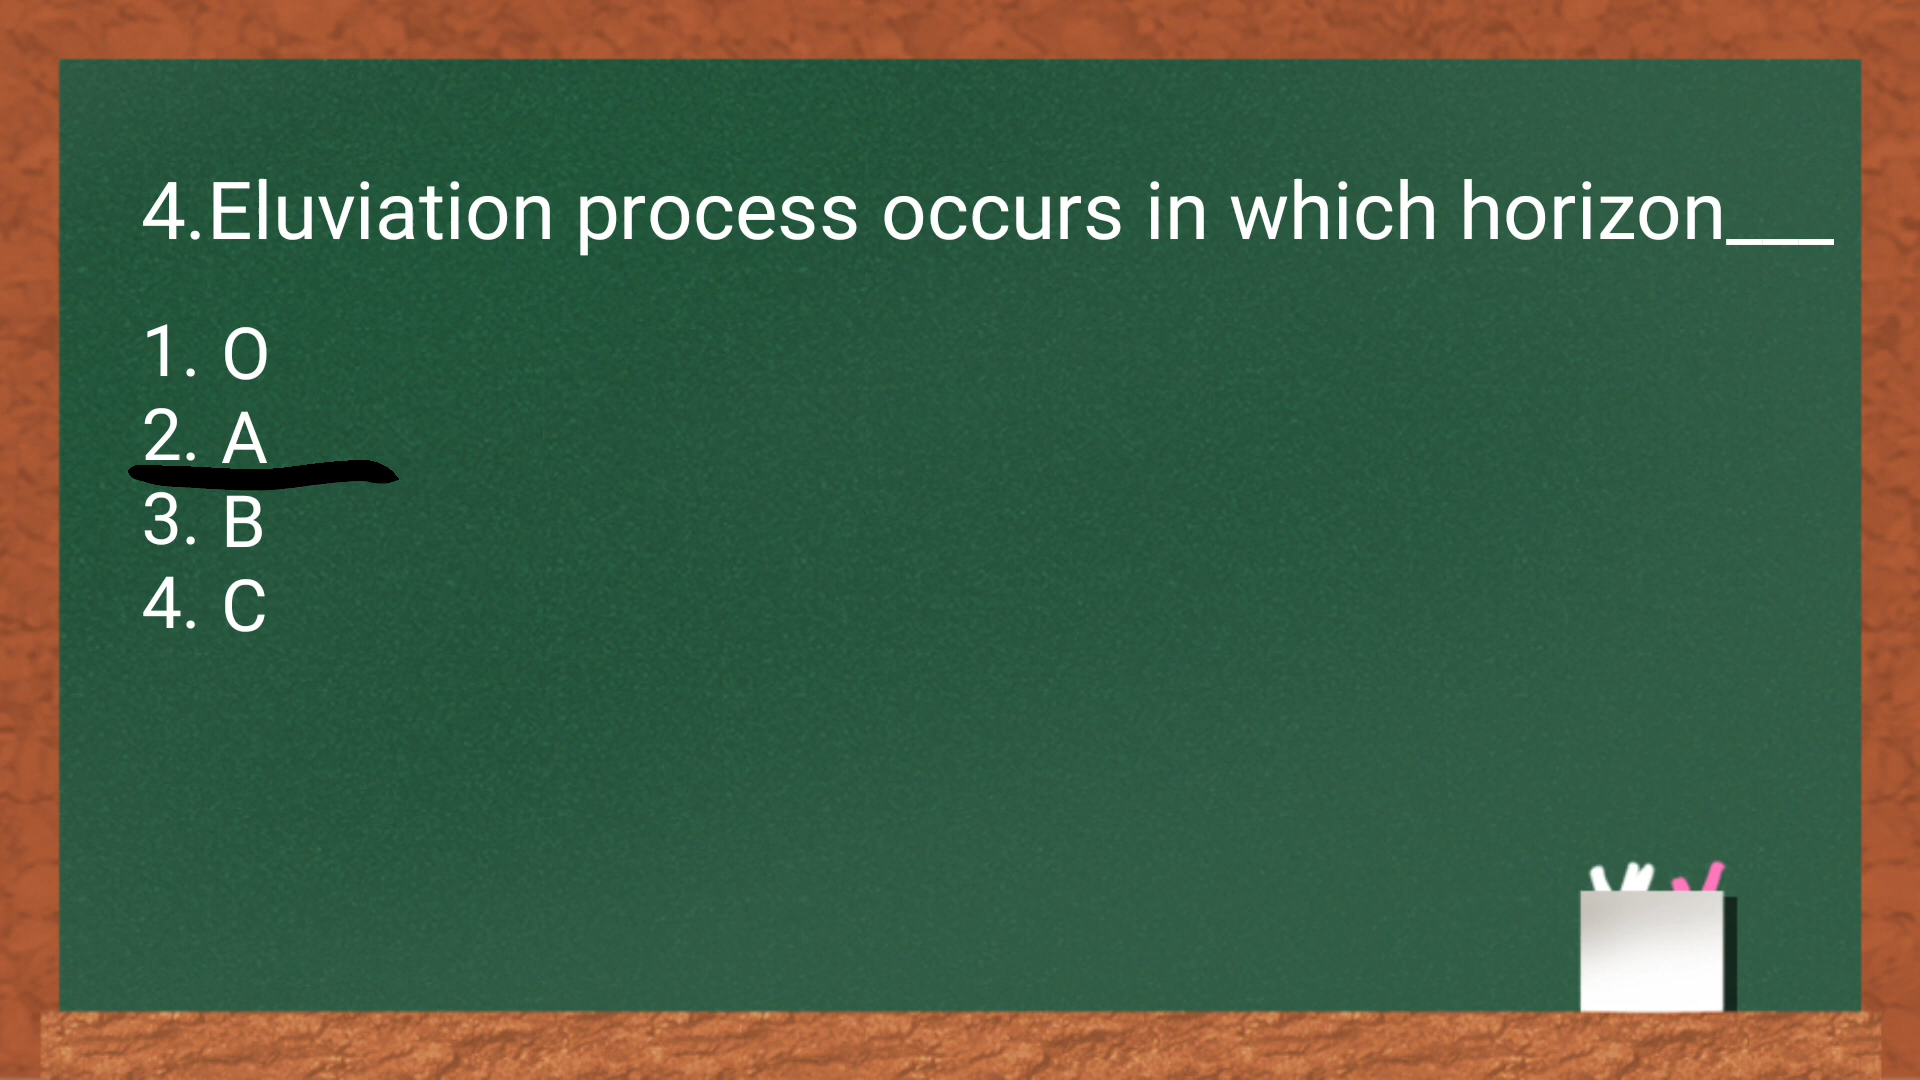 4.Eluviation process occurs in which horizon___
1. O
2. A
3. B
4. C